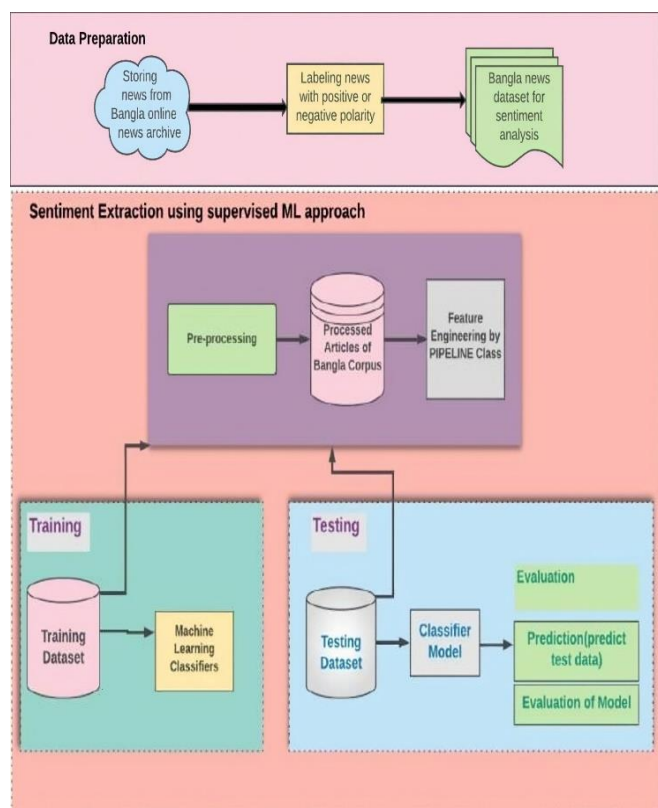 Data Preparation
Storing
news from
Bangla online
news archive
Labeling news
with positive or
negative polarity
Bangla news
dataset for
sentiment
analysis
Sentiment Extraction using supervised ML approach
Pre-processing
Processed
Articles of
Bangla Corpus
Feature
Engineering by
PIPELINE Class
Training
Training
Dataset
Machine
Learning
Classifiers
Testing
Testing
Dataset
Classifier
Model
Evaluation
Prediction(predict
test data)
Evaluation of Model